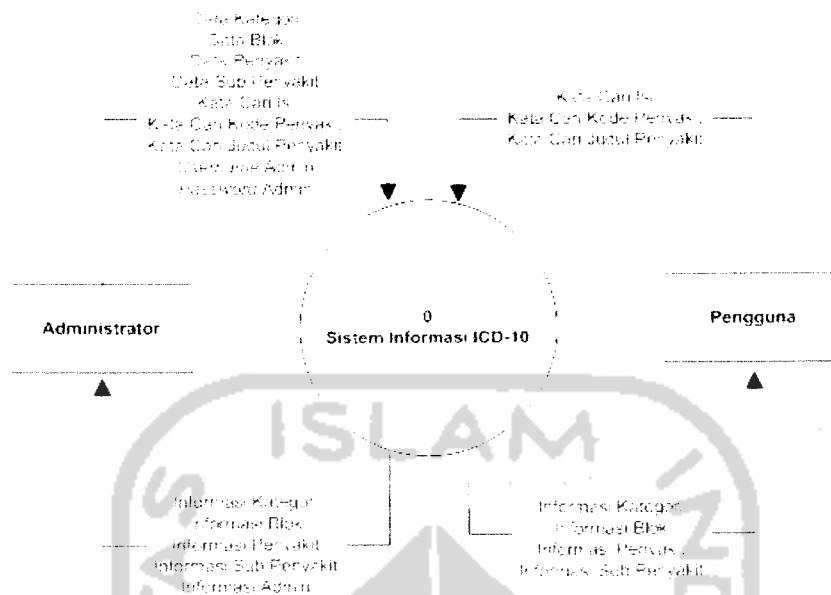 Data Kategori
Data Blok
Data Penyakit
Data Sub Penyakit
Kata Cari Isi
Kata Cari Kode Penyakit
Kata Cari Judul Penyakit
Username Admin
Password Admin
Kata Cari Isi
Kata Cari Kode Penyakit
Kata Cari Judul Penyakit
Administrator
0
Sistem Informasi ICD-10
Pengguna
ISLAM
Informasi Kategori
Informasi Blok
Informasi Penyakit
Informasi Sub Penyakit
Informasi Admin
Informasi Kategori
Informasi Blok
Informasi Penyakit
Informasi Sub Penyakit